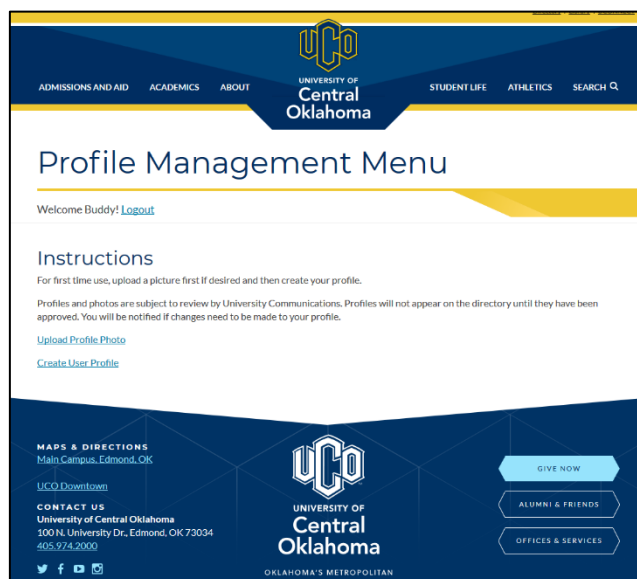 UCO
UNIVERSITY OF
Central
Oklahoma
ADMISSIONS AND AID ACADEMICS ABOUT STUDENT LIFE ATHLETICS SEARCH
Profile Management Menu
Welcome Buddy! Logout
Instructions
For first time use, upload a picture first if desired and then create your profile.
Profiles and photos are subject to review by University Communications. Profiles will not appear on the directory until they have been
approved. You will be notified if changes need to be made to your profile.
Upload Profile Photo
Create User Profile
MAPS & DIRECTIONS
Main Campus, Edmond, OK
UCO Downtown
CONTACT US
University of Central Oklahoma
100 N. University Dr., Edmond, OK 73034
405.974.2000
UCO
UNIVERSITY OF
Central
Oklahoma
OKLAHOMA'S METROPOLITAN
GIVE NOW
ALUMNI & FRIENDS
OFFICES & SERVICES